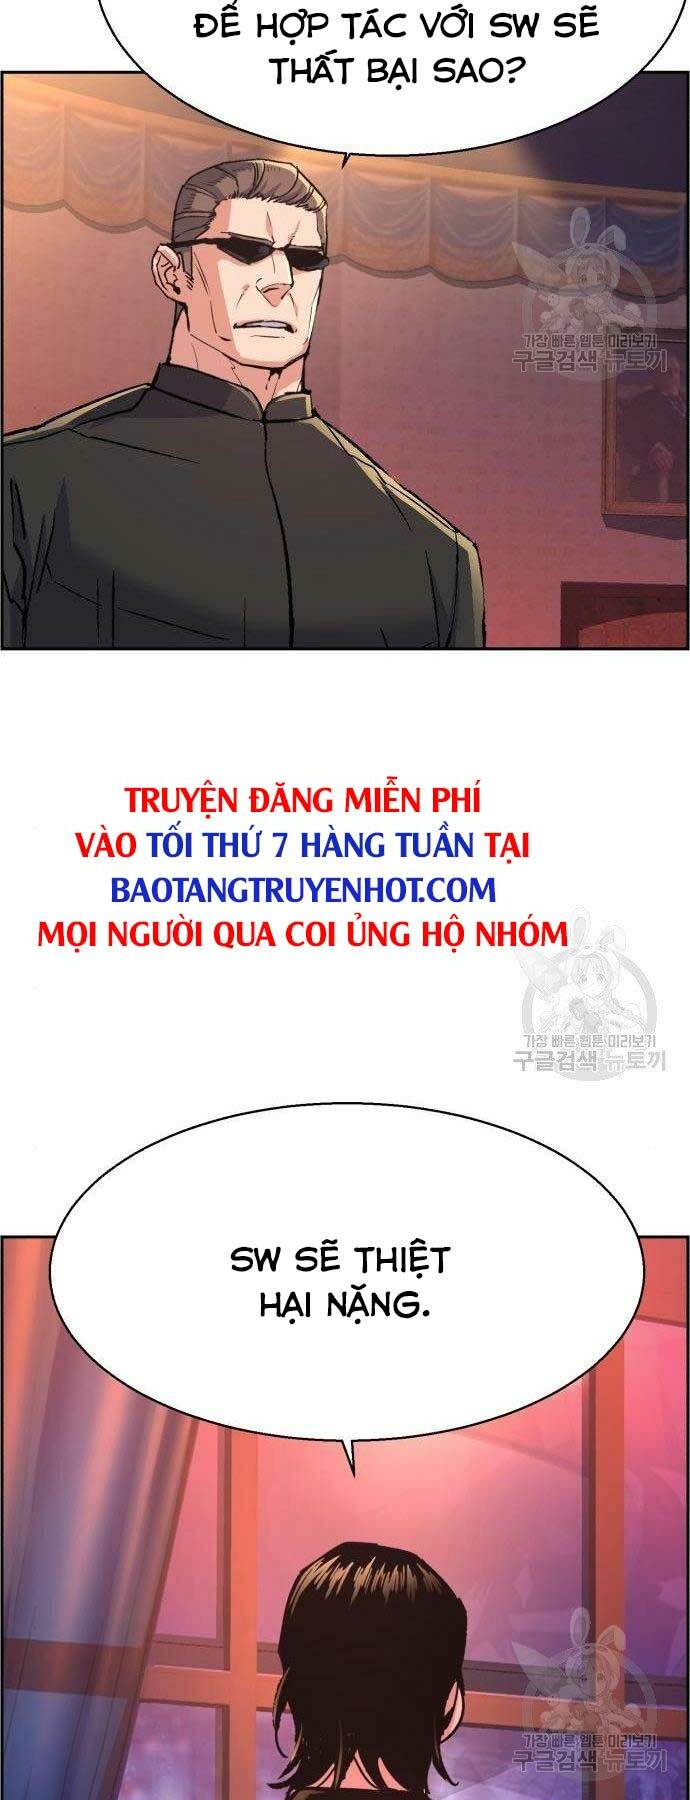 ĐỂ HỢP TÁC VỚI SW SẼ
THẤT BẠI SAO?
가장 빠른 웹툰 미리보기
구글검색 뉴토끼
TRUYỆN ĐĂNG MIỄN PHÍ
VÀO TỐI THỨ 7 HÀNG TUẦN TẠI
BAOTANGTRUYENHOT.COM
MỌI NGƯỜI QUA COI ỦNG HỘ NHÓM
가장 빠른 웹툰 미리보기
구글검색 뉴토끼
SW SẼ THIỆT
HẠI NẶNG.
가장 빠른 웹툰 미리보기
구글검색 뉴토끼